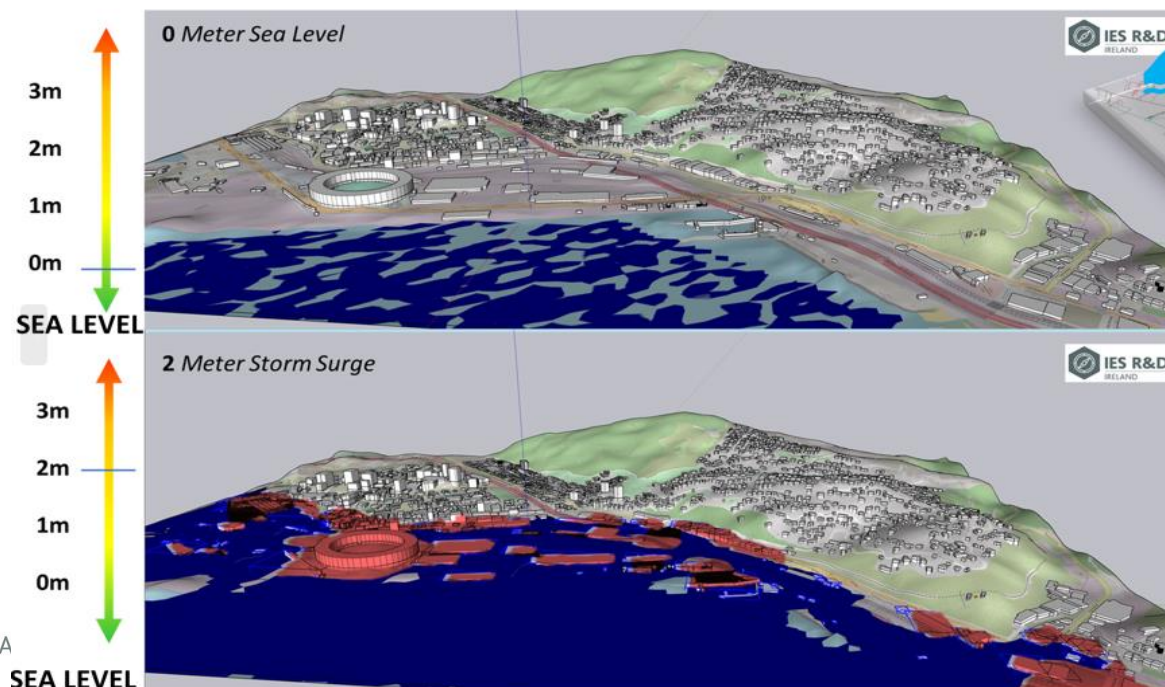 0 Meter Sea Level
IES R&D
IRELAND
3m
2m
1m
0m
SEA LEVEL
2 Meter Storm Surge
IES R&D
IRELAND
3m
2m
1m
0m
A
SEA LEVEL